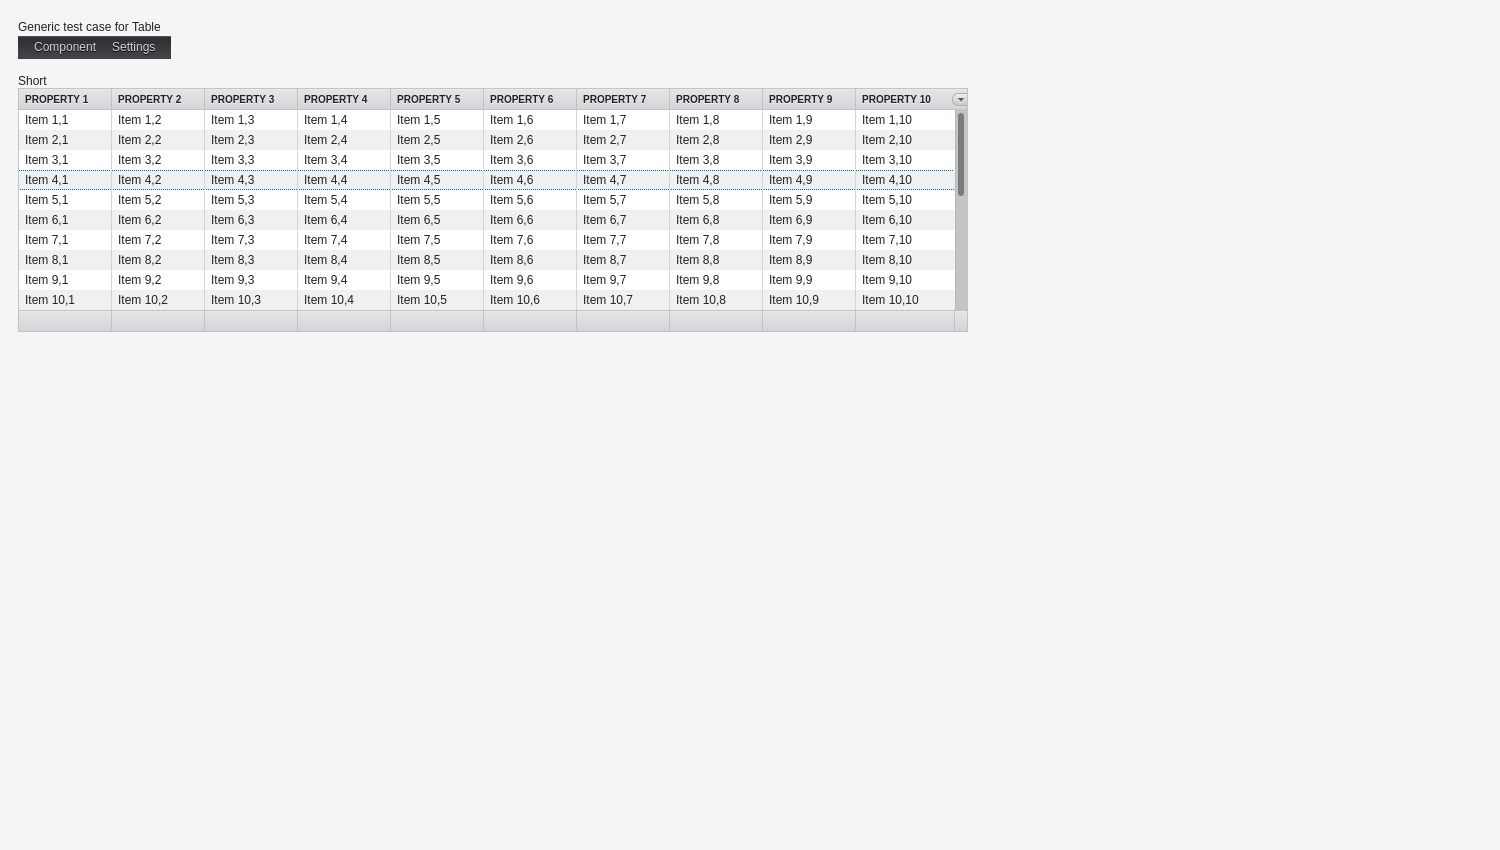 Generic test case for Table
Component Settings
Short
PROPERTY 1 PROPERTY 2 PROPERTY 3 PROPERTY 4 PROPERTY 5 PROPERTY 6 PROPERTY 7 PROPERTY 8 PROPERTY 9 PROPERTY 10
Item 1,1 Item 1,2 Item 1,3 Item 1,4 Item 1,5 Item 1,6 Item 1,7 Item 1,8 Item 1,9 Item 1,10
Item 2,1 Item 2,2 Item 2,3 Item 2,4 Item 2,5 Item 2,6 Item 2,7 Item 2,8 Item 2,9 Item 2,10
Item 3,1 Item 3,2 Item 3,3 Item 3,4 Item 3,5 Item 3,6 Item 3,7 Item 3,8 Item 3,9 Item 3,10
Item 4,1 Item 4,2 Item 4,3 Item 4,4 Item 4,5 Item 4,6 Item 4,7 Item 4,8 Item 4,9 Item 4,10
Item 5,1 Item 5,2 Item 5,3 Item 5,4 Item 5,5 Item 5,6 Item 5,7 Item 5,8 Item 5,9 Item 5,10
Item 6,1 Item 6,2 Item 6,3 Item 6,4 Item 6,5 Item 6,6 Item 6,7 Item 6,8 Item 6,9 Item 6,10
Item 7,1 Item 7,2 Item 7,3 Item 7,4 Item 7,5 Item 7,6 Item 7,7 Item 7,8 Item 7,9 Item 7,10
Item 8,1 Item 8,2 Item 8,3 Item 8,4 Item 8,5 Item 8,6 Item 8,7 Item 8,8 Item 8,9 Item 8,10
Item 9,1 Item 9,2 Item 9,3 Item 9,4 Item 9,5 Item 9,6 Item 9,7 Item 9,8 Item 9,9 Item 9,10
Item 10,1 Item 10,2 Item 10,3 Item 10,4 Item 10,5 Item 10,6 Item 10,7 Item 10,8 Item 10,9 Item 10,10